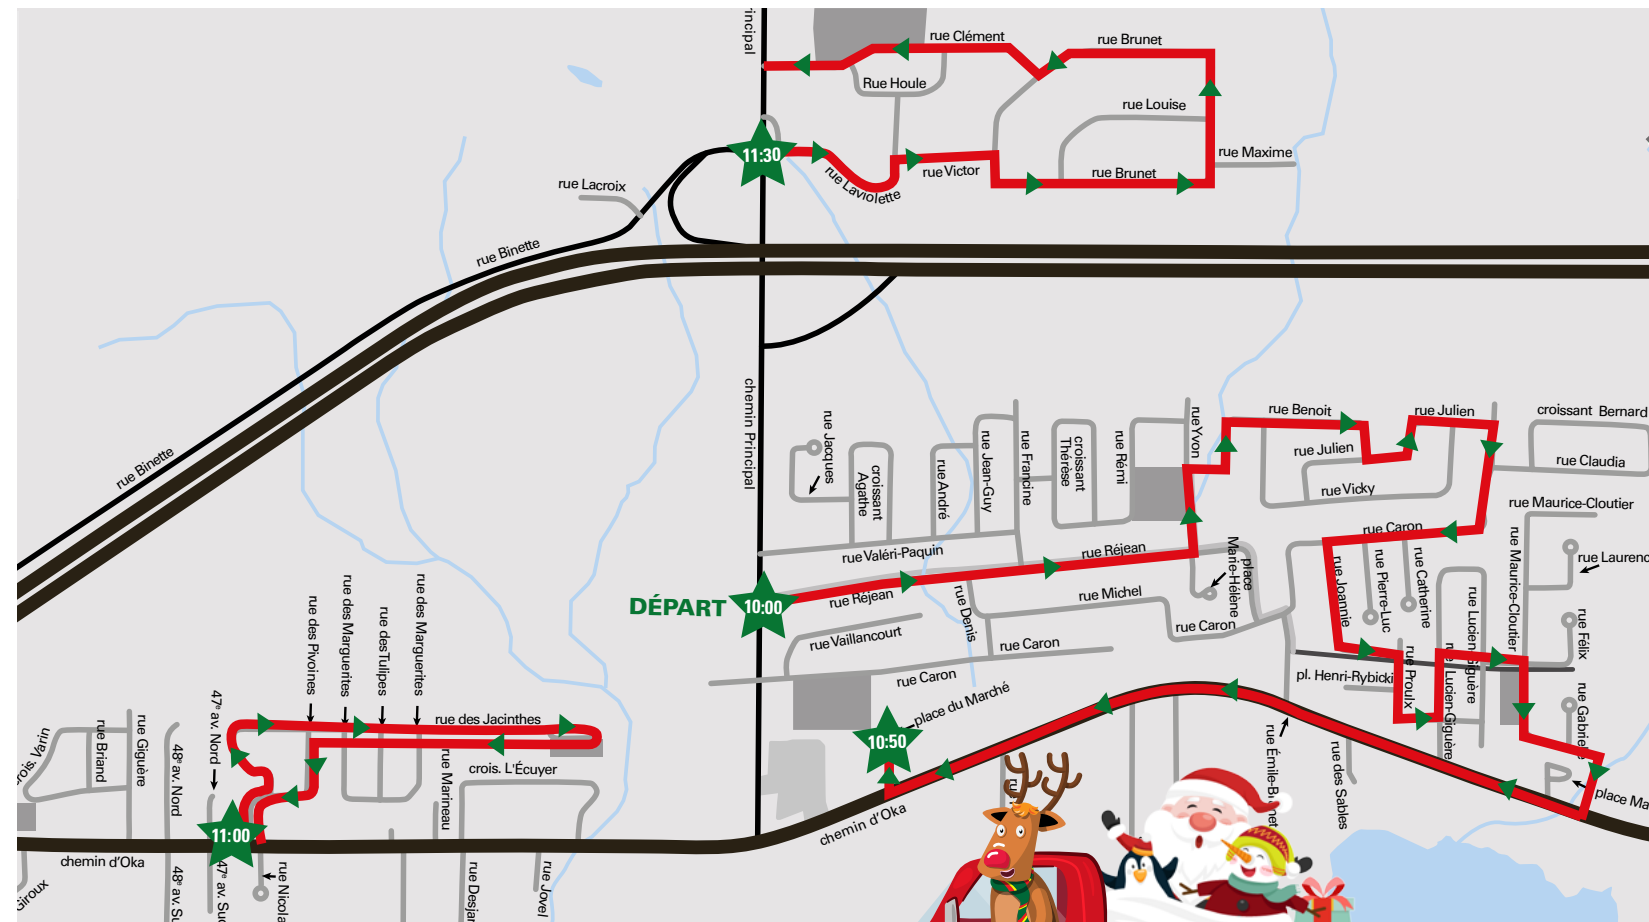 rincipal
rue Clément
rue Brunet
Rue Houle
rue Louise
11:30
rue Maxime
rue Victor
rue Brunet
rue Laviolette
rue Lacroix
rue Binette
rue Binette
chemin Principal
rue Jacques
croissant
Agathe
rue André
rue Jean-Guy
rue Francine
croissant
Thérèse
rue Rémi
rue Yvon
rue Benoit
rue Julien
rue Julien
rue Vicky
croissant Bernard
rue Claudia
rue Maurice-Cloutier
rue Caron
rue Valéri-Paquin
rue Réjean
place
Marie-Hélène
rue Maurice-Cloutier
rue Laurenc
DÉPART
10:00
rue Réjean
rue Denis
rue Michel
rue Joannie
rue Pierre-Luc
rue Catherine
rue Lucien-Giguère
rue Félix
rue Vaillancourt
rue Caron
rue Caron
rue Caron
pl. Henri-Rybicki
rue Proulx
rue Lucien-Giguère
rue Gabrie
place du Marché
10:50
rue des Pivoines
rue des Marguerites
rue des Tulipes
rue des Marguerites
rue des Jacinthes
47e av. Nord
crois. Varin
rue Briand
rue Giguère
48e av. Nord
rue Marineau
crois. L'Écuyer
rue des Sables
place Ma
11:00
chemin d'Oka
chemin d'Oka
Giroux
48e av. Su
47e av. Sud
rue Nicola
rue Desja
rue Jovel